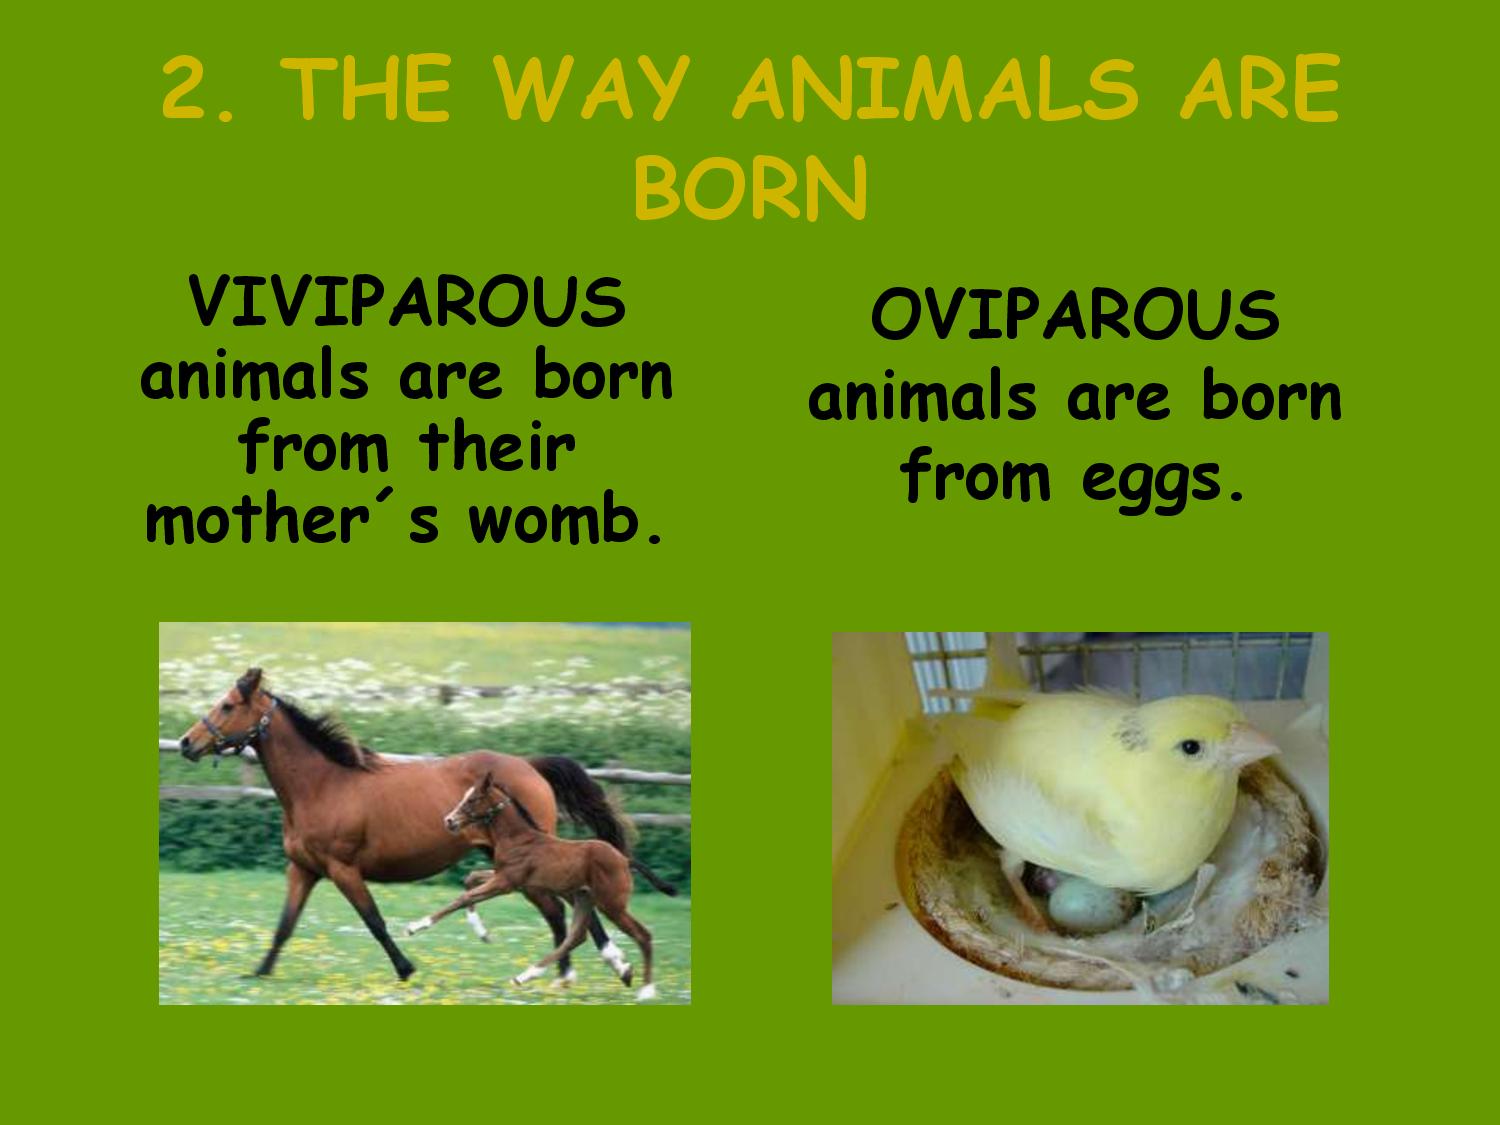 2. THE WAY ANIMALS ARE
BORN
VIVIPAROUS
animals are born
from their
mother´s womb.
OVIPAROUS
animals are born
from eggs.